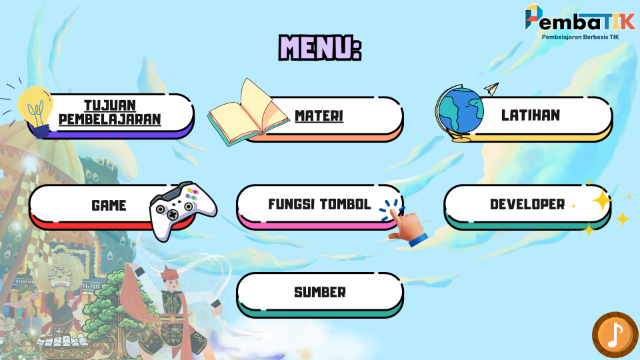 PembaTIK
Pembelajaran Berbasis TIK
MENU:
TUJUAN
PEMBELAJARAN
MATERI
LATIHAN
GAME
FUNGSI TOMBOL
DEVELOPER
SUMBER